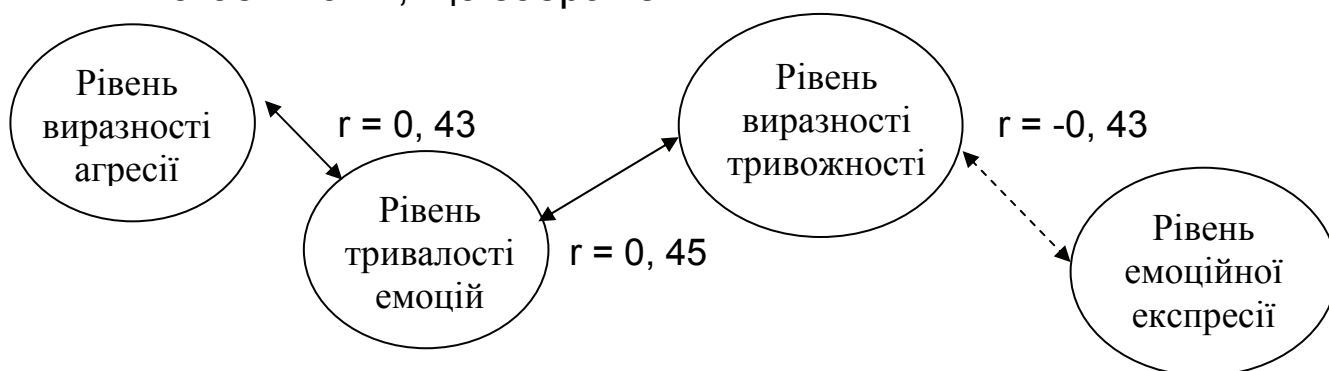 Рівень
виразності
агресії
r = 0, 43
Рівень
тривалості
емоцій
r = 0, 45
Рівень
виразності
тривожності
r = -0, 43
Рівень
емоційної
експресії